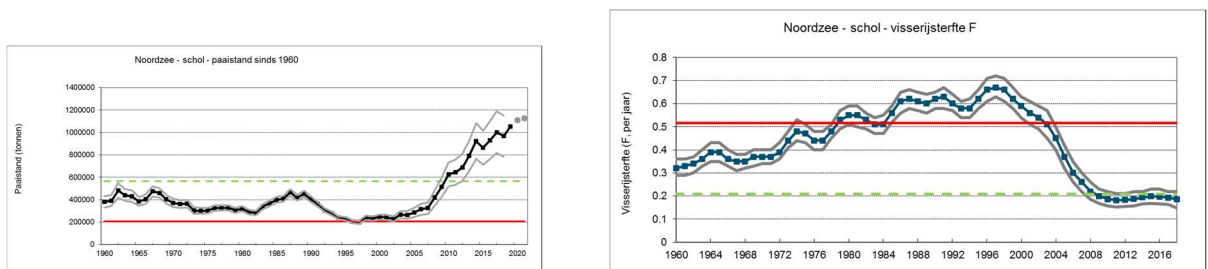 Noordzee - schol - paaistand sinds 1960
Paaistand (tonnen)
1400000
1200000
1000000
800000
600000
400000
200000
0
1960 1965 1970 1975 1980 1985 1990 1995 2000 2005 2010 2015 2020
Noordzee - schol - visserijsterfte F
Visserijsterfte (F, per jaar)
0.8
0.7
0.6
0.5
0.4
0.3
0.2
0.1
0
1960 1964 1968 1972 1976 1980 1984 1988 1992 1996 2000 2004 2008 2012 2016